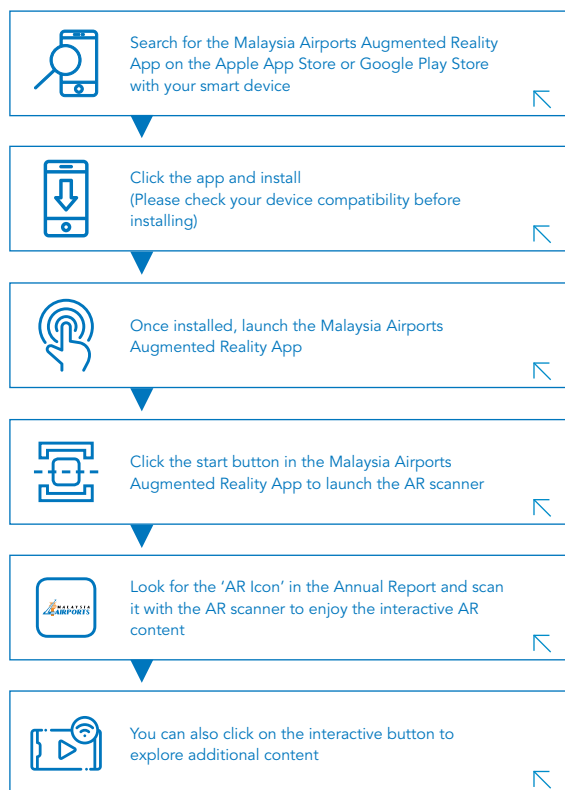 Search for the Malaysia Airports Augmented Reality
App on the Apple App Store or Google Play Store
with your smart device
Click the app and install
(Please check your device compatibility before
installing)
Once installed, launch the Malaysia Airports
Augmented Reality App
Click the start button in the Malaysia Airports
Augmented Reality App to launch the AR scanner
MALAYSIA
AIRPORTS
Look for the ‘AR Icon’ in the Annual Report and scan
it with the AR scanner to enjoy the interactive AR
content
You can also click on the interactive button to
explore additional content